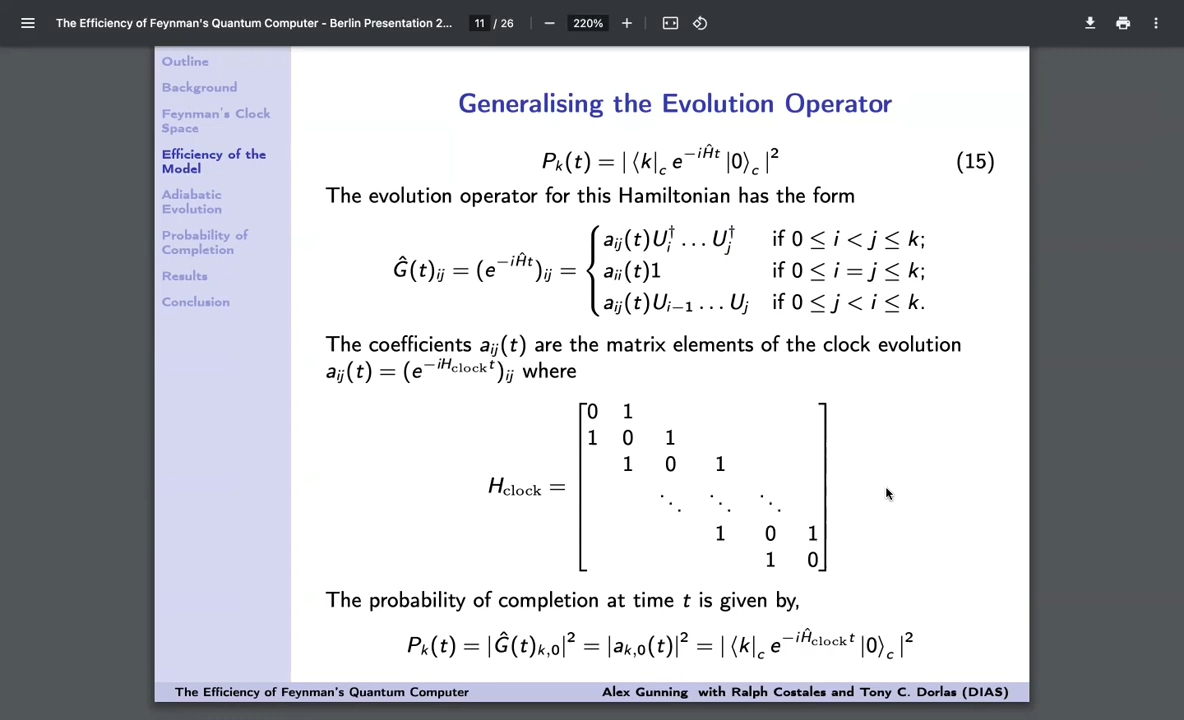 The Efficiency of Feynman's Quantum Computer - Berlin Presentation 2...
11 / 26
220%
Outline
Background
Feynman's Clock
Space
Efficiency of the
Model
Adiabatic
Evolution
Probability of
Completion
Results
Conclusion
Generalising the Evolution Operator
P_k(t) = | ⟨k|_c e^{−iĤt} |0⟩_c |² (15)
The evolution operator for this Hamiltonian has the form
Ĝ(t)_{ij} = (e^{−iĤt})_{ij} = { a_{ij}(t)U_i^† ... U_j^† if 0 ≤ i < j ≤ k;
a_{ii}(t)1 if 0 ≤ i = j ≤ k;
a_{ij}(t)U_{i−1} ... U_j if 0 ≤ j < i ≤ k.
The coefficients a_{ij}(t) are the matrix elements of the clock evolution
a_{ij}(t) = (e^{−iH_{clock}t})_{ij} where
H_{clock} =
0 1
1 0 1
1 0 1
⋱ ⋱ ⋱
1 0 1
1 0
The probability of completion at time t is given by,
P_k(t) = |Ĝ(t)_{k,0}|² = |a_{k,0}(t)|² = | ⟨k|_c e^{−iĤ_{clock}t} |0⟩_c |²
The Efficiency of Feynman's Quantum Computer
Alex Gunning with Ralph Costales and Tony C. Dorlas (DIAS)